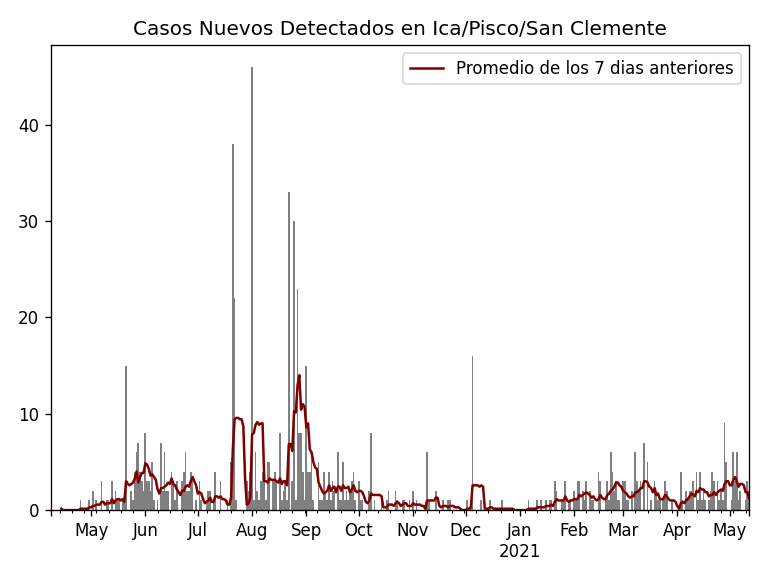 Casos Nuevos Detectados en Ica/Pisco/San Clemente
Promedio de los 7 dias anteriores
40
30
20
10
0
May Jun Jul Aug Sep Oct Nov Dec Jan Feb Mar Apr May
2021